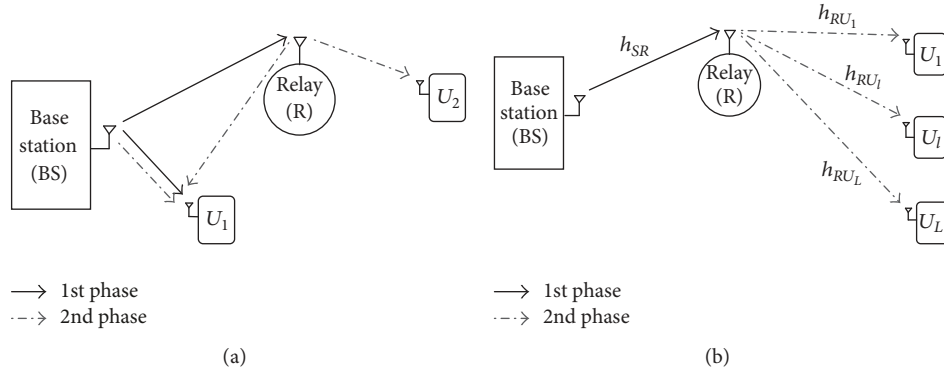 Base
station
(BS)
Relay
(R)
U2
U1
1st phase
2nd phase
(a)
hSR
hRU1
hRUl
hRUL
Base
station
(BS)
Relay
(R)
U1
Ul
UL
1st phase
2nd phase
(b)